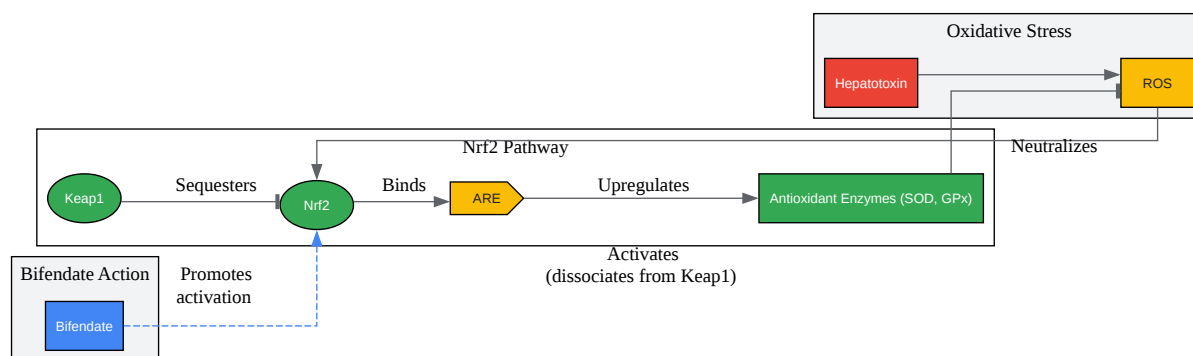 Oxidative Stress
Hepatotoxin
ROS
Nrf2 Pathway
Neutralizes
Keap1
Sequesters
Nrf2
Binds
ARE
Upregulates
Antioxidant Enzymes (SOD, GPx)
Activates
(dissociates from Keap1)
Bifendate Action
Promotes
activation
Bifendate